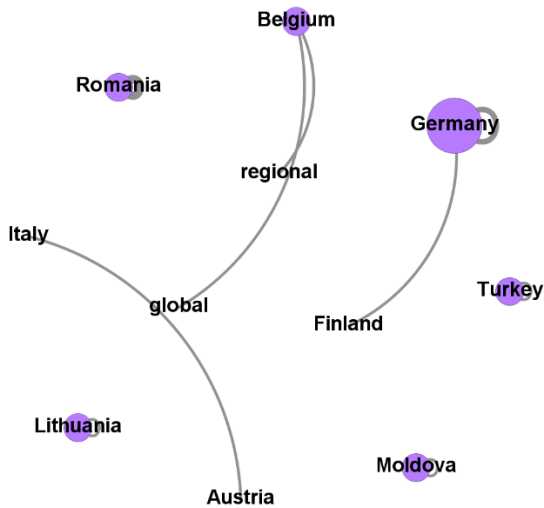 Belgium
Romania
Germany
regional
Italy
Turkey
global
Finland
Lithuania
Moldova
Austria